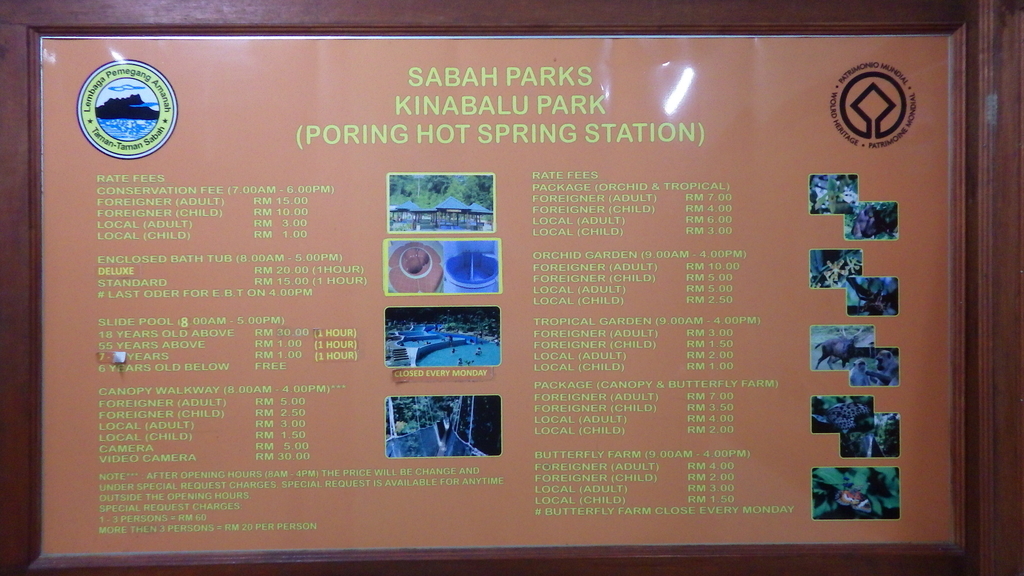 Lembaga Pemegang Amanah
Taman-Taman Sabah
SABAH PARKS
KINABALU PARK
(PORING HOT SPRING STATION)
PATRIMONIO MUNDIAL
WORLD HERITAGE
PATRIMOINE MONDIAL
RATE FEES
CONSERVATION FEE (7.00AM - 6.00PM)
FOREIGNER (ADULT) RM 15.00
FOREIGNER (CHILD) RM 10.00
LOCAL (ADULT) RM 3.00
LOCAL (CHILD) RM 1.00
ENCLOSED BATH TUB (8.00AM - 5.00PM)
DELUXE RM 20.00 (1HOUR)
STANDARD RM 15.00 (1 HOUR)
# LAST ODER FOR E.B.T ON 4.00PM
SLIDE POOL (8.00AM - 5:00PM)
18 YEARS OLD ABOVE RM 30.00 (1 HOUR)
55 YEARS ABOVE RM 1.00 (1 HOUR)
7 - YEARS RM 1.00 (1 HOUR)
6 YEARS OLD BELOW FREE
CLOSED EVERY MONDAY
CANOPY WALKWAY (8.00AM - 4.00PM)***
FOREIGNER (ADULT) RM 5.00
FOREIGNER (CHILD) RM 2.50
LOCAL (ADULT) RM 3.00
LOCAL (CHILD) RM 1.50
CAMERA RM 5.00
VIDEO CAMERA RM 30.00
NOTE*** AFTER OPENING HOURS (8AM - 4PM) THE PRICE WILL BE CHANGE AND
UNDER SPECIAL REQUEST CHARGES. SPECIAL REQUEST IS AVAILABLE FOR ANYTIME
OUTSIDE THE OPENING HOURS.
SPECIAL REQUEST CHARGES:
1 - 3 PERSONS = RM 60
MORE THEN 3 PERSONS = RM 20 PER PERSON
RATE FEES
PACKAGE (ORCHID & TROPICAL)
FOREIGNER (ADULT) RM 7.00
FOREIGNER (CHILD) RM 4.00
LOCAL (ADULT) RM 6.00
LOCAL (CHILD) RM 3.00
ORCHID GARDEN (9.00AM - 4.00PM)
FOREIGNER (ADULT) RM 10.00
FOREIGNER (CHILD) RM 5.00
LOCAL (ADULT) RM 5.00
LOCAL (CHILD) RM 2.50
TROPICAL GARDEN (9.00AM - 4.00PM)
FOREIGNER (ADULT) RM 3.00
FOREIGNER (CHILD) RM 1.50
LOCAL (ADULT) RM 2.00
LOCAL (CHILD) RM 1.00
PACKAGE (CANOPY & BUTTERFLY FARM)
FOREIGNER (ADULT) RM 7.00
FOREIGNER (CHILD) RM 3.50
LOCAL (ADULT) RM 4.00
LOCAL (CHILD) RM 2.00
BUTTERFLY FARM (9.00AM - 4.00PM)
FOREIGNER (ADULT) RM 4.00
FOREIGNER (CHILD) RM 2.00
LOCAL (ADULT) RM 3.00
LOCAL (CHILD) RM 1.50
# BUTTERFLY FARM CLOSE EVERY MONDAY